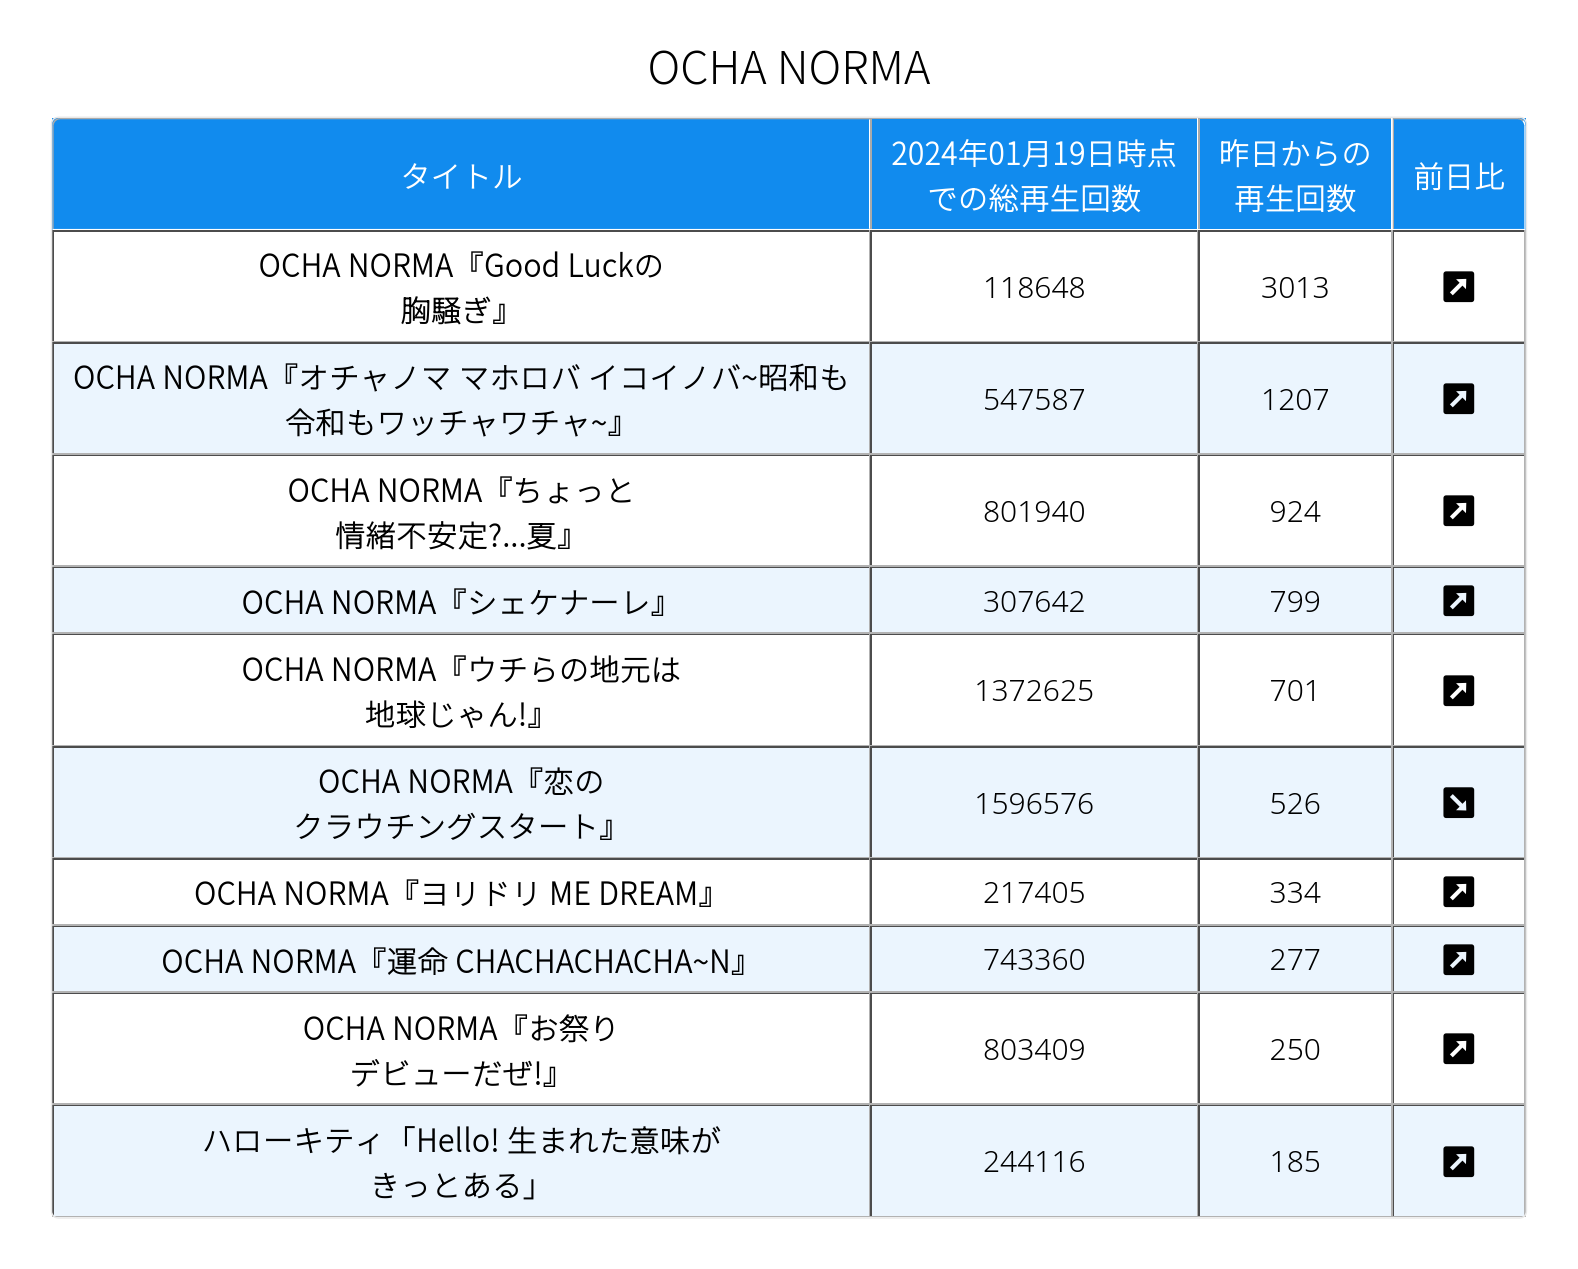 OCHA NORMA
タイトル
2024年01月19日時点
での総再生回数
昨日からの
再生回数
前日比
OCHA NORMA『Good Luckの
胸騒ぎ』
118648
3013
↗
OCHA NORMA『オチャノマ マホロバ イコイノバ~昭和も
令和もワッチャワチャ~』
547587
1207
↗
OCHA NORMA『ちょっと
情緒不安定?...夏』
801940
924
↗
OCHA NORMA『シェケナーレ』
307642
799
↗
OCHA NORMA『ウチらの地元は
地球じゃん!』
1372625
701
↗
OCHA NORMA『恋の
クラウチングスタート』
1596576
526
↘
OCHA NORMA『ヨリドリ ME DREAM』
217405
334
↗
OCHA NORMA『運命 CHACHACHACHA~N』
743360
277
↗
OCHA NORMA『お祭り
デビューだぜ!』
803409
250
↗
ハローキティ「Hello! 生まれた意味が
きっとある」
244116
185
↗